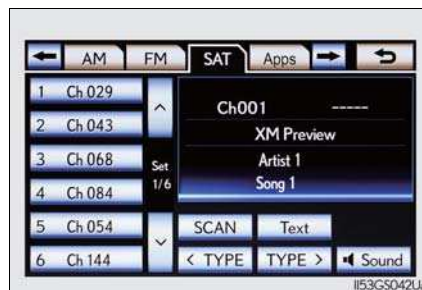 AM FM SAT Apps
1 Ch 029
2 Ch 043
3 Ch 068
4 Ch 084
5 Ch 054
6 Ch 144
Set
1/6
Ch001 -----
XM Preview
Artist 1
Song 1
SCAN Text
< TYPE TYPE > Sound
II53GS042U